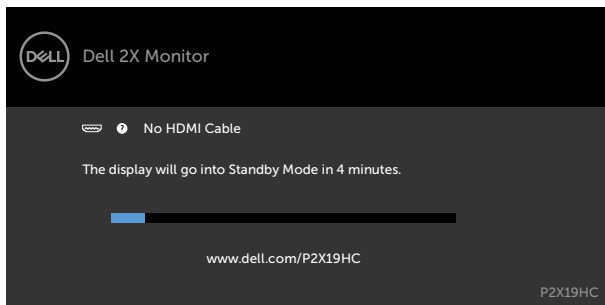 DELL Dell 2X Monitor
? No HDMI Cable
The display will go into Standby Mode in 4 minutes.
www.dell.com/P2X19HC
P2X19HC